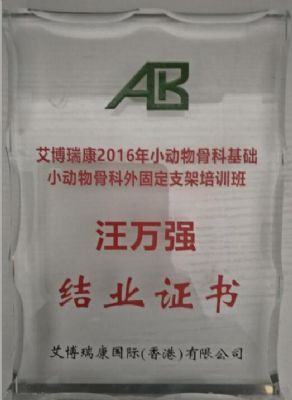 ABR
艾博瑞康2016年小动物骨科基础
小动物骨科外固定支架培训班
汪万强
结业证书
艾博瑞康国际(香港)有限公司